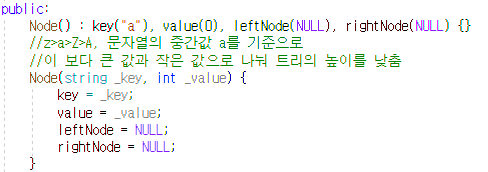 public:
Node() : key("a"), value(0), leftNode(NULL), rightNode(NULL) {}
//z>a>Z>A, 문자열의 중간값 a를 기준으로
//이 보다 큰 값과 작은 값으로 나눠 트리의 높이를 낮춤
Node(string _key, int _value) {
key = _key;
value = _value;
leftNode = NULL;
rightNode = NULL;
}